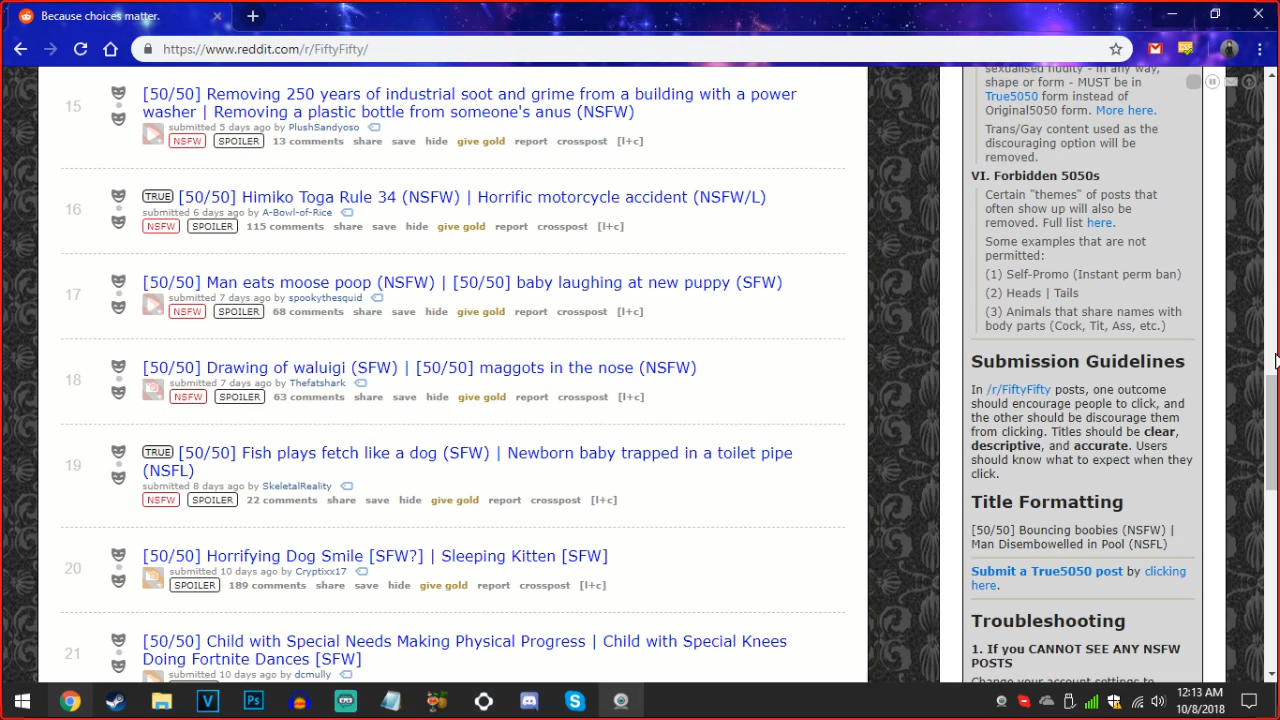 Because choices matter.
https://www.reddit.com/r/FiftyFifty/
15
[50/50] Removing 250 years of industrial soot and grime from a building with a power
washer | Removing a plastic bottle from someone's anus (NSFW)
submitted 5 days ago by PlushSandyoso
NSFW SPOILER 13 comments share save hide give gold report crosspost [l+c]
16
TRUE [50/50] Himiko Toga Rule 34 (NSFW) | Horrific motorcycle accident (NSFW/L)
submitted 6 days ago by A-Bowl-of-Rice
NSFW SPOILER 115 comments share save hide give gold report crosspost [l+c]
17
[50/50] Man eats moose poop (NSFW) | [50/50] baby laughing at new puppy (SFW)
submitted 7 days ago by spookythesquid
NSFW SPOILER 68 comments share save hide give gold report crosspost [l+c]
18
[50/50] Drawing of waluigi (SFW) | [50/50] maggots in the nose (NSFW)
submitted 7 days ago by Thefatshark
NSFW SPOILER 63 comments share save hide give gold report crosspost [l+c]
19
TRUE [50/50] Fish plays fetch like a dog (SFW) | Newborn baby trapped in a toilet pipe
(NSFL)
submitted 8 days ago by SkeletalReality
NSFW SPOILER 22 comments share save hide give gold report crosspost [l+c]
20
[50/50] Horrifying Dog Smile [SFW?] | Sleeping Kitten [SFW]
submitted 10 days ago by Cryptixx17
SPOILER 189 comments share save hide give gold report crosspost [l+c]
21
[50/50] Child with Special Needs Making Physical Progress | Child with Special Knees
Doing Fortnite Dances [SFW]
submitted 10 days ago by dcmully
sexualised nudity - in any way,
shape or form - MUST be in
True5050 form instead of
Original5050 form. More here.
Trans/Gay content used as the
discouraging option will be
removed.
VI. Forbidden 5050s
Certain "themes" of posts that
often show up will also be
removed. Full list here.
Some examples that are not
permitted:
(1) Self-Promo (Instant perm ban)
(2) Heads | Tails
(3) Animals that share names with
body parts (Cock, Tit, Ass, etc.)
Submission Guidelines
In /r/FiftyFifty posts, one outcome
should encourage people to click, and
the other should be discourage them
from clicking. Titles should be clear,
descriptive, and accurate. Users
should know what to expect when they
click.
Title Formatting
[50/50] Bouncing boobies (NSFW) |
Man Disembowelled in Pool (NSFL)
Submit a True5050 post by clicking
here.
Troubleshooting
1. If you CANNOT SEE ANY NSFW
POSTS
Change your account settings to
12:13 AM
10/8/2018